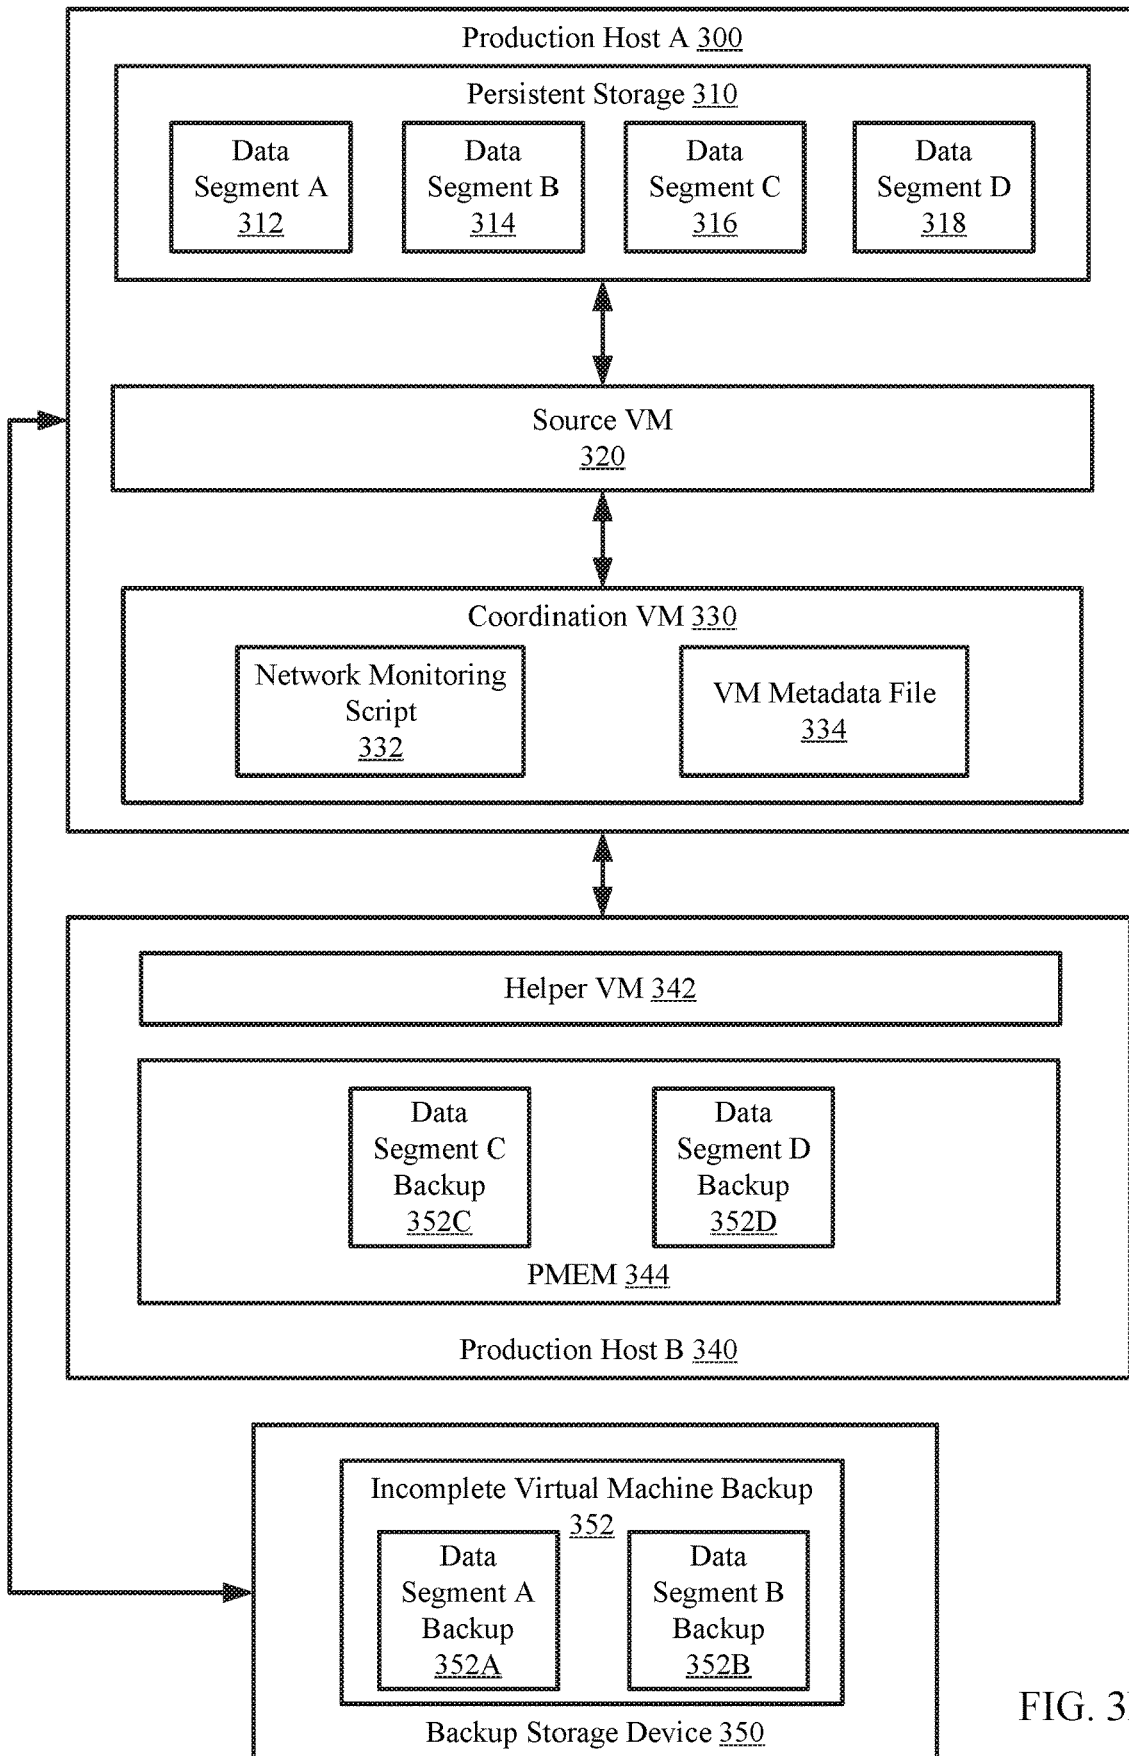 Production Host A 300
Persistent Storage 310
Data
Segment A
312
Data
Segment B
314
Data
Segment C
316
Data
Segment D
318
Source VM
320
Coordination VM 330
Network Monitoring
Script
332
VM Metadata File
334
Helper VM 342
Data
Segment C
Backup
352C
Data
Segment D
Backup
352D
PMEM 344
Production Host B 340
Incomplete Virtual Machine Backup
352
Data
Segment A
Backup
352A
Data
Segment B
Backup
352B
Backup Storage Device 350
FIG. 3